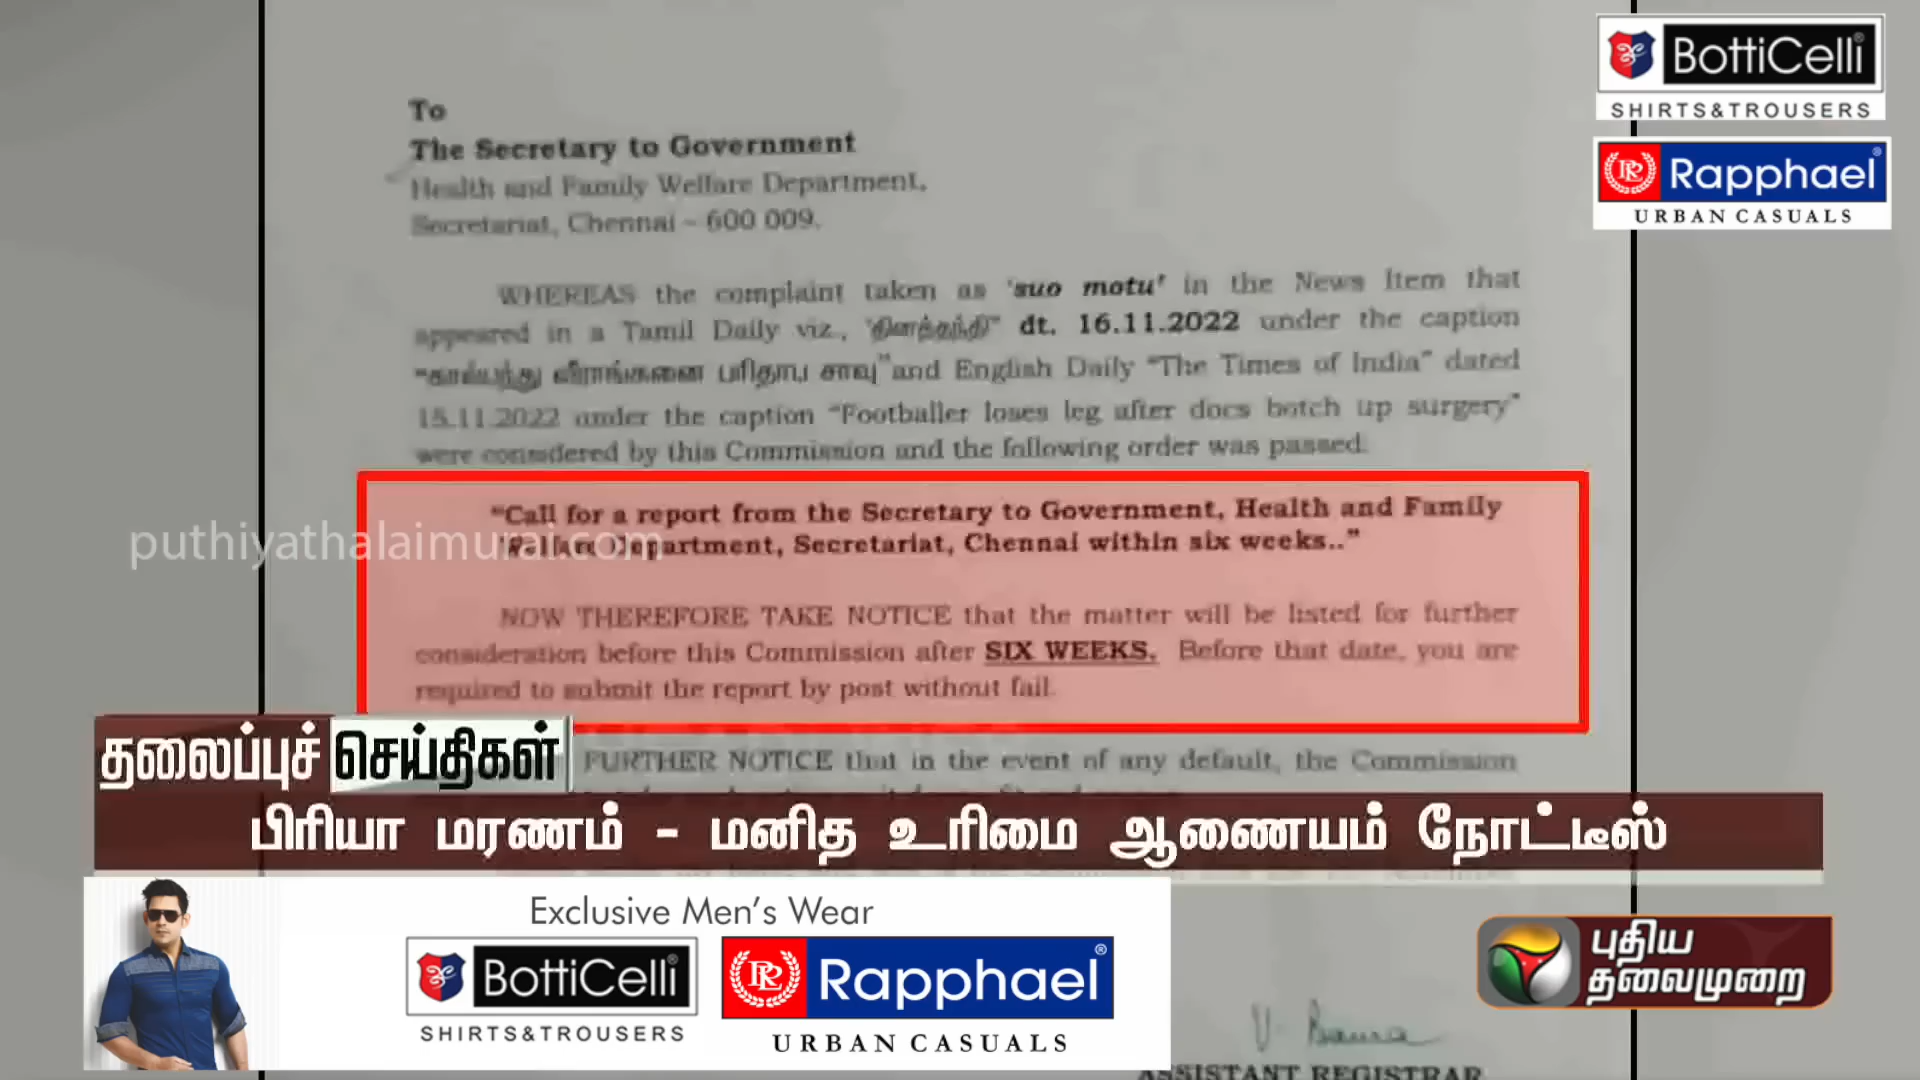 To
The Secretary to Government
Health and Family Welfare Department,
Secretariat, Chennai – 600 009.
WHEREAS the complaint taken as 'suo motu' in the News Item that
appeared in a Tamil Daily viz., 'தினத்தந்தி" dt. 16.11.2022 under the caption
"கால்பந்து வீராங்கனை பரிதாப சாவு" and English Daily "The Times of India" dated
15.11.2022 under the caption "Footballer loses leg after docs botch up surgery"
were considered by this Commission and the following order was passed.
"Call for a report from the Secretary to Government, Health and Family
Welfare Department, Secretariat, Chennai within six weeks.."
NOW THEREFORE TAKE NOTICE that the matter will be listed for further
consideration before this Commission after SIX WEEKS. Before that date, you are
required to submit the report by post without fail.
FURTHER NOTICE that in the event of any default, the Commission
ASSISTANT REGISTRAR
puthiyathalaimurai.com
BottiCelli®
SHIRTS&TROUSERS
Rapphael®
URBAN CASUALS
தலைப்புச் செய்திகள்
பிரியா மரணம் - மனித உரிமை ஆணையம் நோட்டீஸ்
Exclusive Men's Wear
BottiCelli®
SHIRTS&TROUSERS
Rapphael®
URBAN CASUALS
புதிய
தலைமுறை